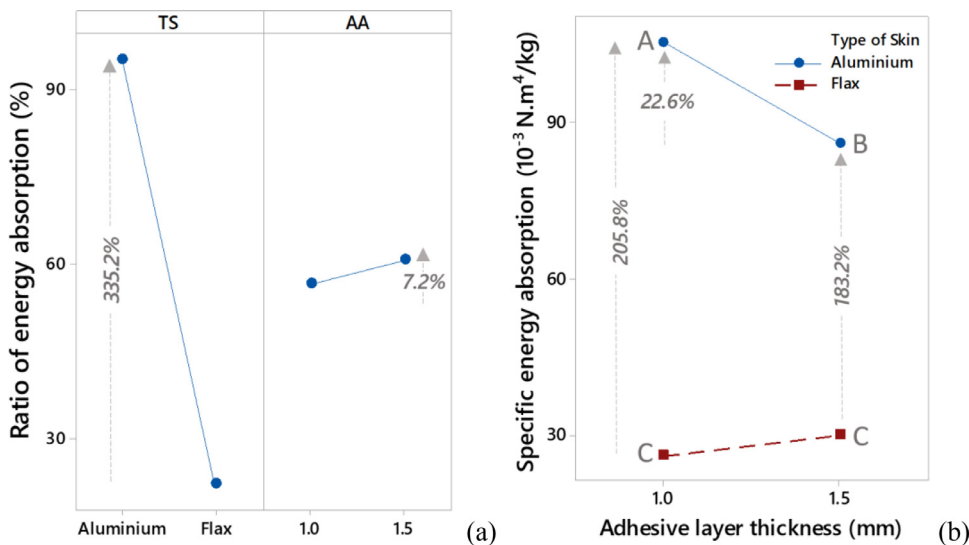 TS AA
Ratio of energy absorption (%)
90
60
30
335.2%
7.2%
Aluminium Flax 1.0 1.5
(a)
Specific energy absorption (10⁻³ N.m⁴/kg)
90
60
30
Type of Skin
Aluminium
Flax
A
22.6%
B
205.8%
183.2%
C
C
1.0 1.5
Adhesive layer thickness (mm)
(b)